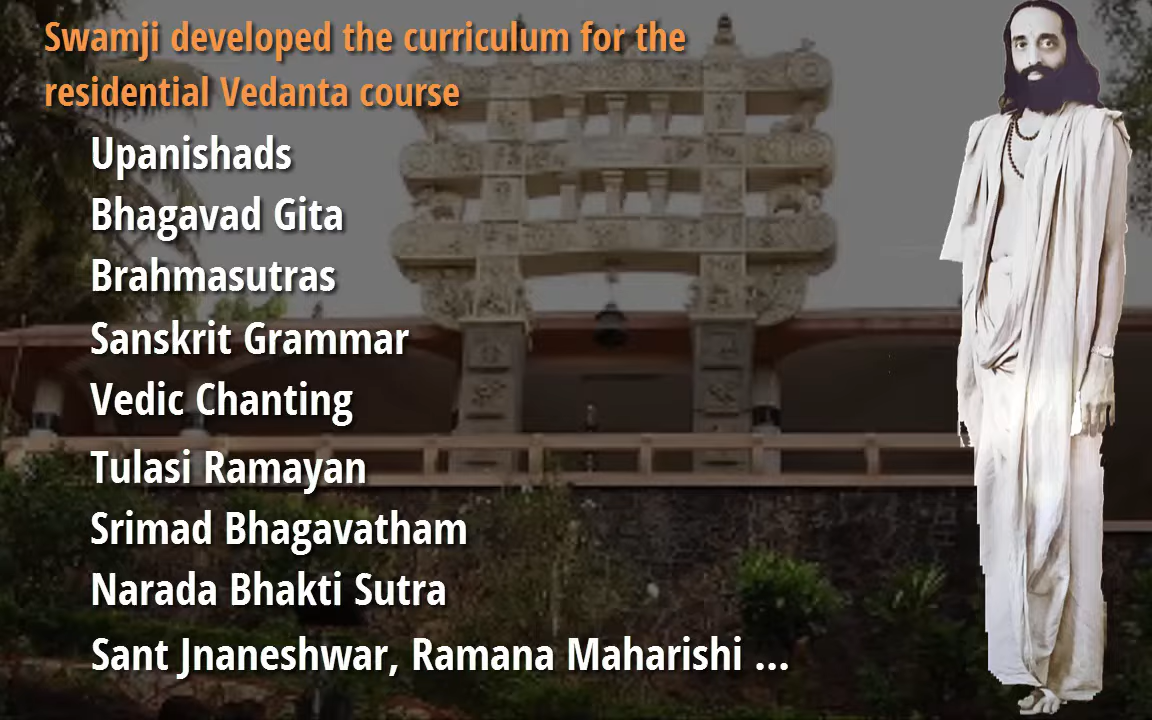 Swamji developed the curriculum for the
residential Vedanta course
Upanishads
Bhagavad Gita
Brahmasutras
Sanskrit Grammar
Vedic Chanting
Tulasi Ramayan
Srimad Bhagavatham
Narada Bhakti Sutra
Sant Jnaneshwar, Ramana Maharishi ...